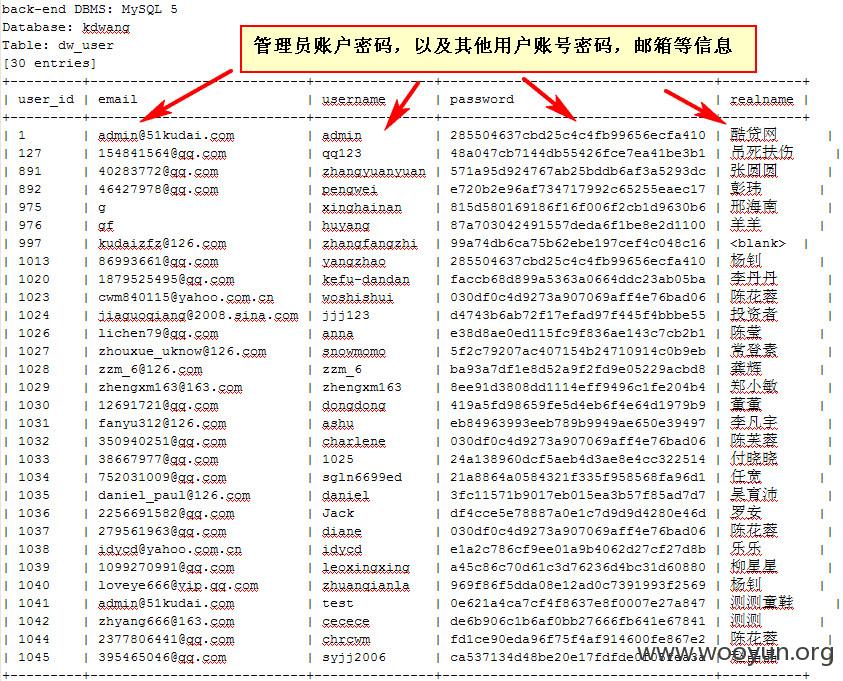 back-end DBMS: MySQL 5
Database: kdwang
Table: dw_user
[30 entries]
管理员账户密码，以及其他用户账号密码，邮箱等信息
| user_id | email | username | password | realname |
| 1 | admin@51kudai.com | admin | 285504637cbd25c4c4fb99656ecfa410 | 酷贷网 |
| 127 | 154841564@qq.com | qq123 | 48a047cb7144db55426fce7ea41be3b1 | 吊死扶伤 |
| 891 | 40283772@qq.com | zhangyuanyuan | 571a95d924767ab25bddb6af3a5293dc | 张圆圆 |
| 892 | 46427978@qq.com | pengwei | e720b2e96af734717992c65255eaec17 | 彭玮 |
| 975 | g | xinghainan | 815d580169186f16f006f2cb1d9630b6 | 邢海南 |
| 976 | gf | huyang | 87a703042491557deda6f1be8e2d1100 | 羊羊 |
| 997 | kudaizfz@126.com | zhangfangzhi | 99a74db6ca75b62ebe197cef4c048c16 | <blank> |
| 1013 | 86993661@qq.com | yangzhao | 285504637cbd25c4c4fb99656ecfa410 | 杨钊 |
| 1020 | 1879525495@qq.com | kefu-dandan | faccb68d899a5363a0664ddc23ab05ba | 李丹丹 |
| 1023 | cwm840115@yahoo.com.cn | woshishui | 030df0c4d9273a907069aff4e76bad06 | 陈花蓉 |
| 1024 | jiaguoqiang@2008.sina.com | jjj123 | d4743b6ab72f17efad97f445f4bbbe55 | 投资者 |
| 1026 | lichen79@qq.com | anna | e38d8ae0ed115fc9f836ae143c7cb2b1 | 陈莹 |
| 1027 | zhouxue_uknow@126.com | snowmomo | 5f2c79207ac407154b24710914c0b9eb | 常登素 |
| 1028 | zzm_6@126.com | zzm_6 | ba93a7df1e8d52a9f2fd9e05229acbd8 | 龚辉 |
| 1029 | zhengxm163@163.com | zhengxm163 | 8ee91d3808dd1114eff9496c1fe204b4 | 郑小敏 |
| 1030 | 12691721@qq.com | dongdong | 419a5fd98659fe5d4eb6f4e64d1979b9 | 董董 |
| 1031 | fanyu312@126.com | ashu | eb84963993eeb789b9949ae650e39497 | 李凡宇 |
| 1032 | 350940251@qq.com | charlene | 030df0c4d9273a907069aff4e76bad06 | 陈芙蓉 |
| 1033 | 38667977@qq.com | 1025 | 24a138960dcf5aeb4d3ae8e4cc322514 | 付晓晓 |
| 1034 | 752031009@qq.com | sgln6699ed | 21a8864a0584321f335f958568fa96d1 | 任宽 |
| 1035 | daniel_paul@126.com | daniel | 3fc11571b9017eb015ea3b57f85ad7d7 | 吴育沛 |
| 1036 | 2256691582@qq.com | Jack | df4cce5e78887a0e1c7d9d9d4280e46d | 罗安 |
| 1037 | 279561963@qq.com | diane | 030df0c4d9273a907069aff4e76bad06 | 陈花蓉 |
| 1038 | idycd@yahoo.com.cn | idycd | e1a2c786cf9ee01a9b4062d27cf27d8b | 乐乐 |
| 1039 | 1099270991@qq.com | leoxingxing | a45c86c70d61c3d76236d4bc31d60880 | 柳星星 |
| 1040 | loveye666@vip.qq.com | zhuanqianla | 969f86f5dda08e12ad0c7391993f2569 | 杨钊 |
| 1041 | admin@51kudai.com | test | 0e621a4ca7cf4f8637e8f0007e27a847 | 测测童鞋 |
| 1042 | zhyang666@163.com | cecece | de6b906c1b6af0bb27666fb641e67841 | 测测 |
| 1044 | 2377806441@qq.com | chrcwm | fd1ce90eda96f75f4af914600fe867e2 | 陈花蓉 |
| 1045 | 395465046@qq.com | syjj2006 |
www.wooyun.org